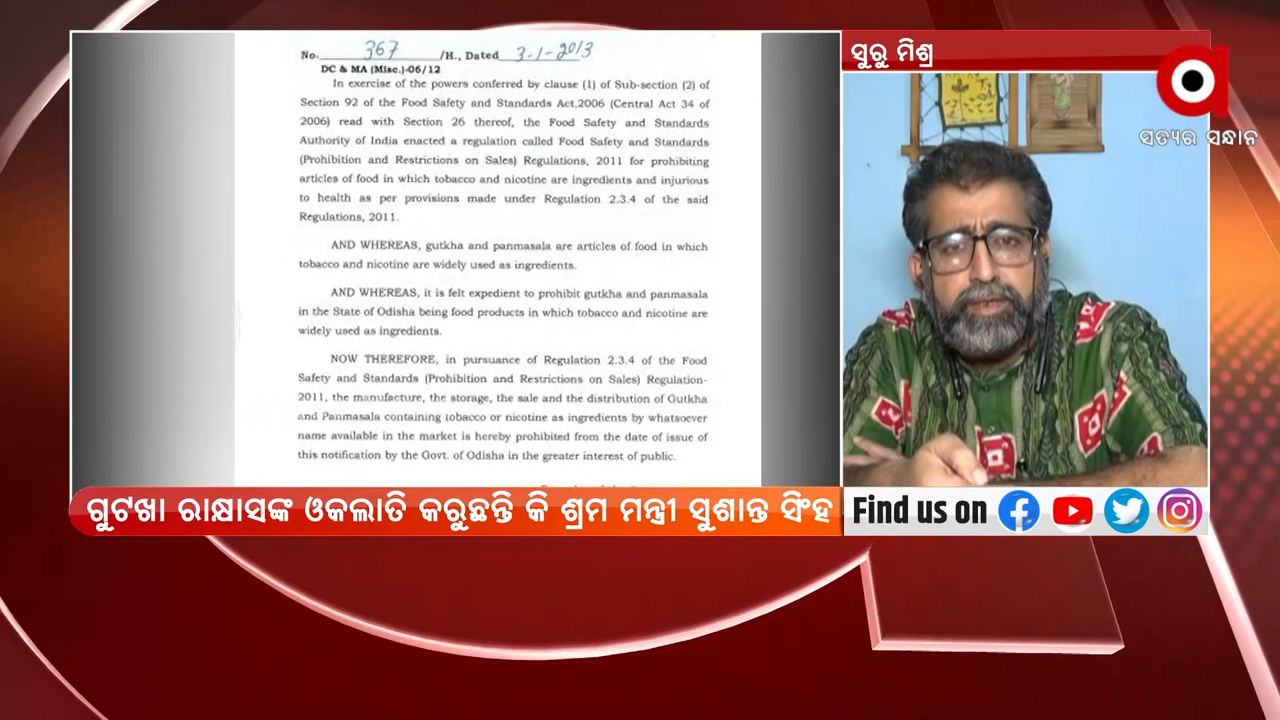 No. 367 /H., Dated 3-1-2013
DC & MA (Misc.)-06/12
In exercise of the powers conferred by clause (1) of Sub-section (2) of
Section 92 of the Food Safety and Standards Act,2006 (Central Act 34 of
2006) read with Section 26 thereof, the Food Safety and Standards
Authority of India enacted a regulation called Food Safety and Standards
(Prohibition and Restrictions on Sales) Regulations, 2011 for prohibiting
articles of food in which tobacco and nicotine are ingredients and injurious
to health as per provisions made under Regulation 2.3.4 of the said
Regulations, 2011.
AND WHEREAS, gutkha and panmasala are articles of food in which
tobacco and nicotine are widely used as ingredients.
AND WHEREAS, it is felt expedient to prohibit gutkha and panmasala
in the State of Odisha being food products in which tobacco and nicotine are
widely used as ingredients.
NOW THEREFORE, in pursuance of Regulation 2.3.4 of the Food
Safety and Standards (Prohibition and Restrictions on Sales) Regulation-
2011, the manufacture, the storage, the sale and the distribution of Gutkha
and Panmasala containing tobacco or nicotine as ingredients by whatsoever
name available in the market is hereby prohibited from the date of issue of
this notification by the Govt. of Odisha in the greater interest of public.
ସୁରୁ ମିଶ୍ର
ସତ୍ୟର ସନ୍ଧାନ
ଗୁଟଖା ରାକ୍ଷାସଙ୍କ ଓକଲାତି କରୁଛନ୍ତି କି ଶ୍ରମ ମନ୍ତ୍ରୀ ସୁଶାନ୍ତ ସିଂହ
Find us on